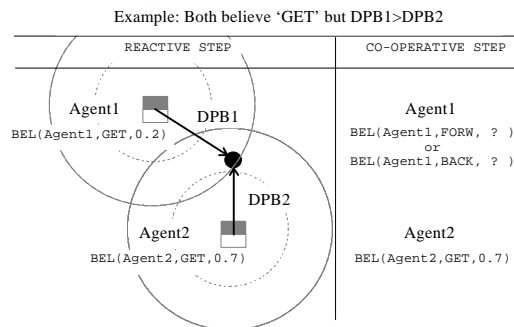 Example: Both believe ‘GET’ but DPB1>DPB2
REACTIVE STEP
CO-OPERATIVE STEP
Agent1
DPB1
BEL(Agent1,GET,0.2)
DPB2
Agent2
BEL(Agent2,GET,0.7)
Agent1
BEL(Agent1,FORW, ? )
or
BEL(Agent1,BACK, ? )
Agent2
BEL(Agent2,GET,0.7)